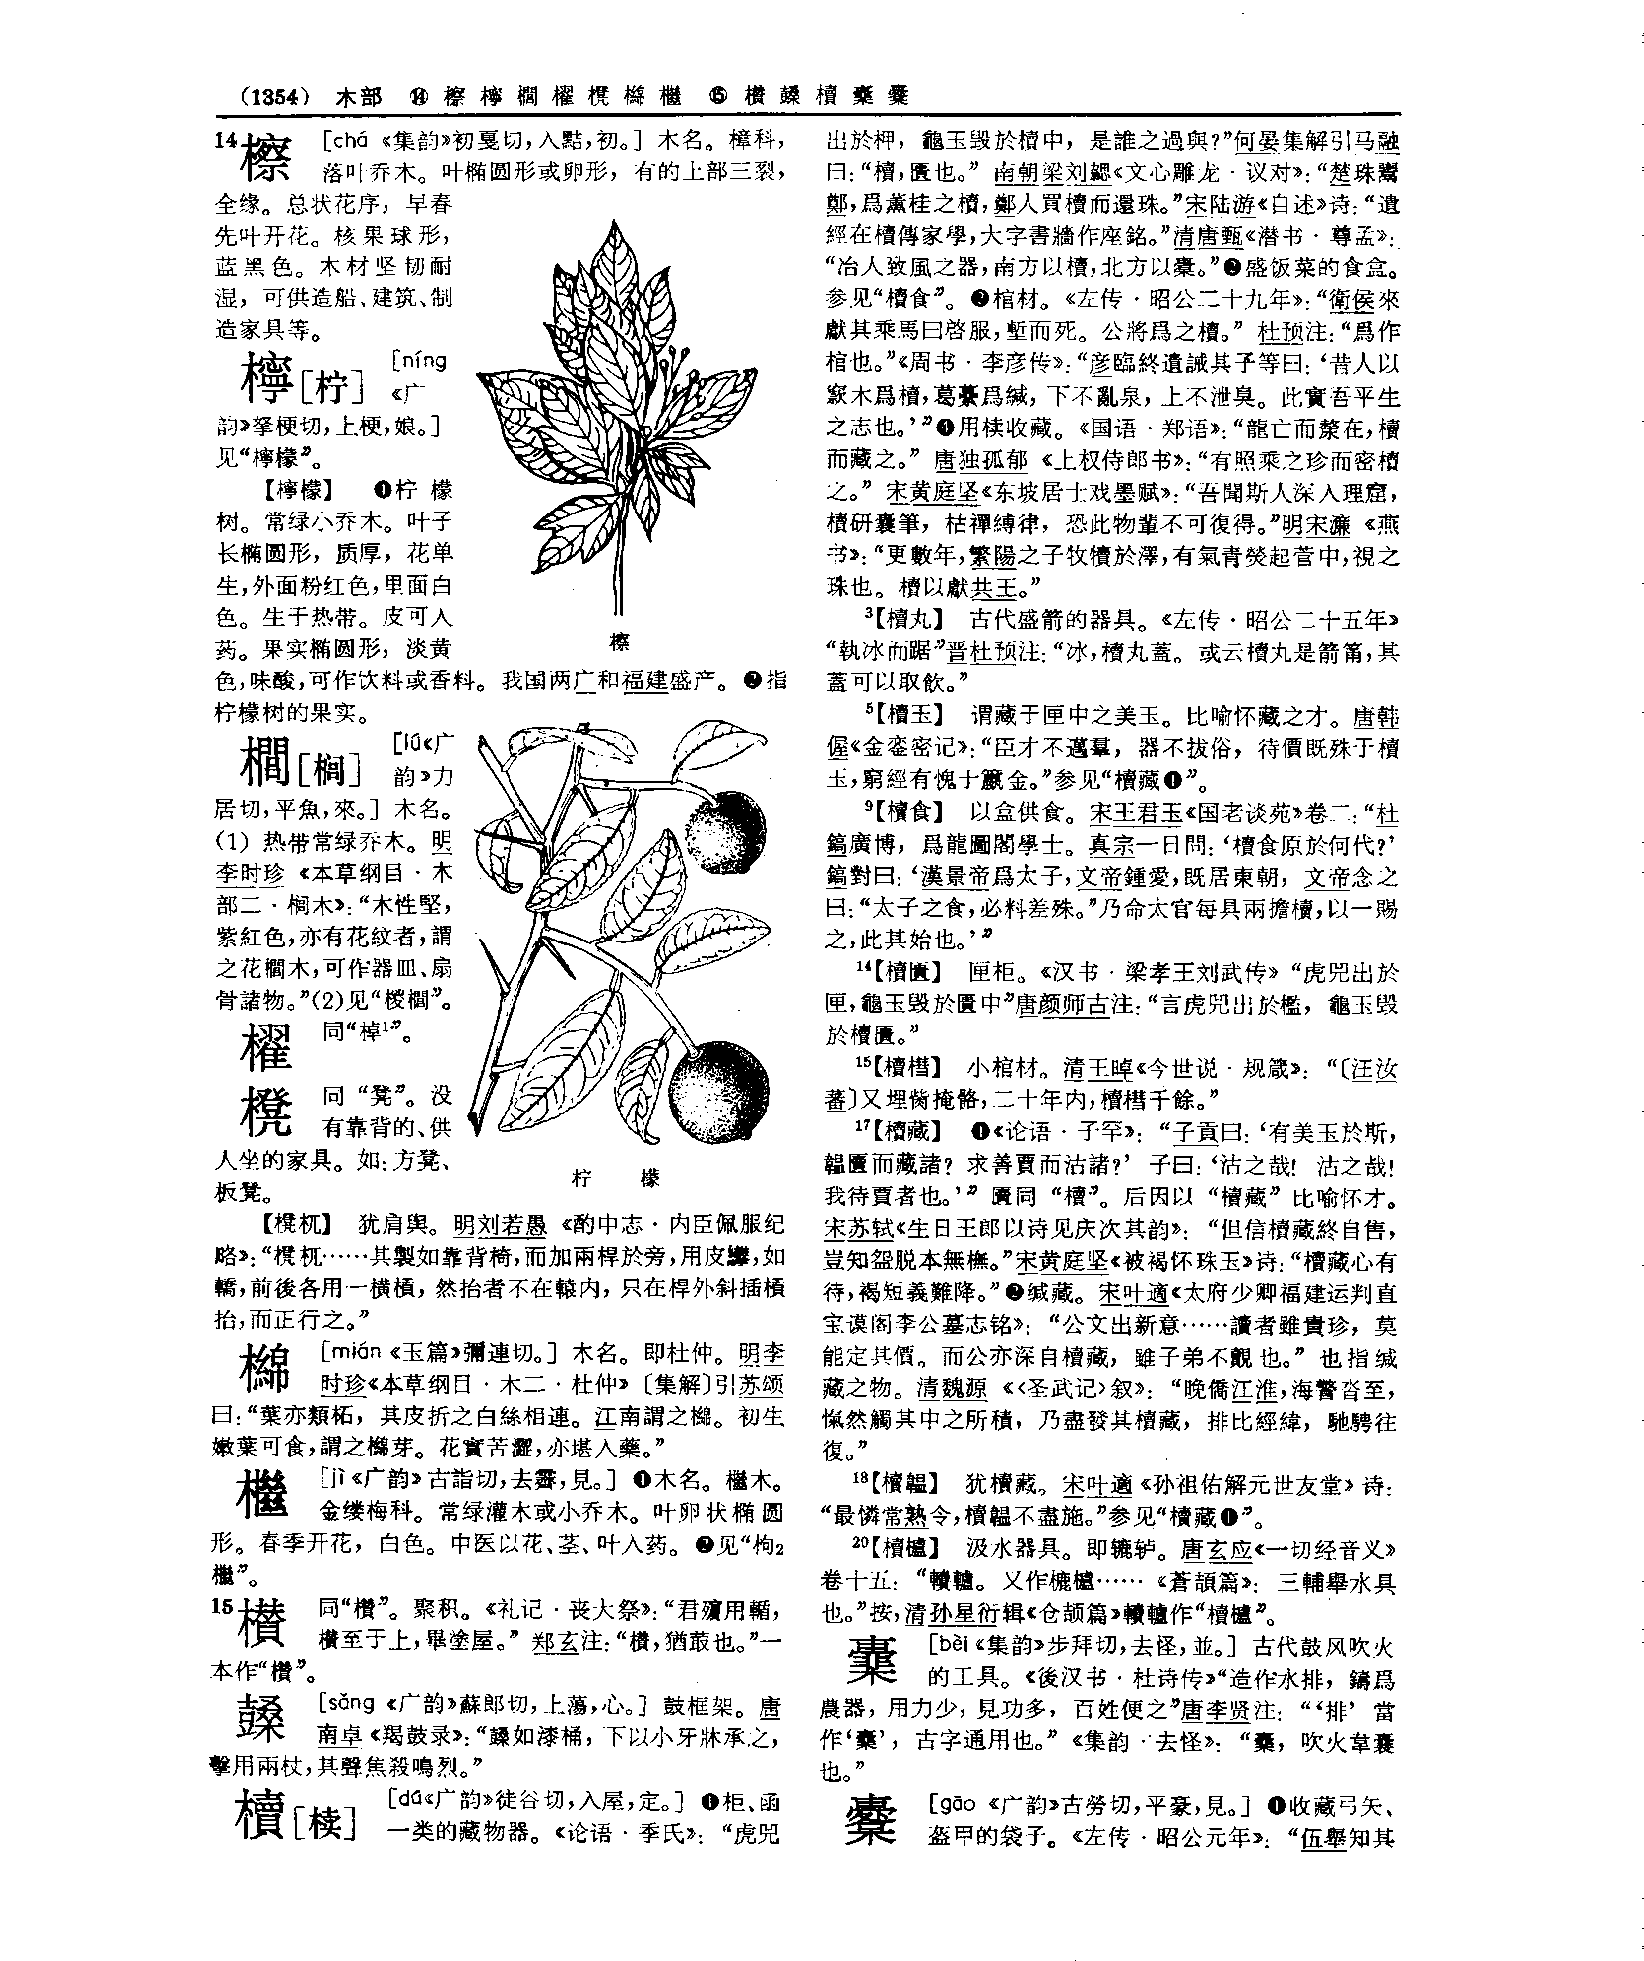 (1354) 木部 ⑭ 檫檸櫚櫂櫈櫋檵 ⑮ 欑鼜櫝櫜
14 檫 [chá《集韵》初戛切,入黠,初。] 木名。樟科,
落叶乔木。叶椭圆形或卵形,有的上部三裂,
全缘。总状花序,早春
先叶开花。核果球形,
蓝黑色。木材坚韧耐
湿,可供造船、建筑、制
造家具等。
檸[柠] [níng
《广
韵》拏梗切,上梗,娘。]
见“檸檬”。
【檸檬】 ❶柠檬
树。常绿小乔木。叶子
长椭圆形,质厚,花单
生,外面粉红色,里面白
色。生于热带。皮可入
药。果实椭圆形,淡黄
色,味酸,可作饮料或香料。我国两广和福建盛产。❷指
柠檬树的果实。
櫚[榈] [lǘ《广
韵》力
居切,平魚,來。] 木名。
(1) 热带常绿乔木。明
李时珍《本草纲目·木
部二·榈木》:“木性堅,
紫紅色,亦有花紋者,謂
之花櫚木,可作器皿、扇
骨諸物。”(2)见“椶櫚”。
櫂 同“棹¹”。
櫈 同“凳”。没
有靠背的、供
人坐的家具。如:方凳、
板凳。
檫
柠 檬
【櫈杌】 犹肩舆。明刘若愚《酌中志·内臣佩服纪
略》:“櫈杌……其製如靠背椅,而加兩桿於旁,用皮,如
轎,前後各用一横槓,然抬者不在轅内,只在桿外斜插槓
抬,而正行之。”
櫋 [mián《玉篇》彌連切。] 木名。即杜仲。明李
时珍《本草纲目·木二·杜仲》〔集解〕引苏颂
曰:“葉亦類柘,其皮折之白絲相連。江南謂之櫋。初生
嫩葉可食,謂之櫋芽。花實苦澀,亦堪入藥。”
檵 [jì《广韵》古詣切,去霽,見。] ❶木名。檵木。
金缕梅科。常绿灌木或小乔木。叶卵状椭圆
形。春季开花,白色。中医以花、茎、叶入药。❷见“枸₂
檵”。
15 同“欑”。聚积。《礼记·丧大祭》:“君殯用輴,
欑至于上,畢塗屋。” 郑玄注:“欑,猶菆也。”一
本作“欑”。
[sǎng《广韵》蘇郎切,上蕩,心。] 鼓框架。唐
南卓《羯鼓录》:“如漆桶,下以小牙牀承之,
擊用兩杖,其聲焦殺鳴烈。”
櫝[椟] [dú《广韵》徒谷切,入屋,定。] ❶柜、函
一类的藏物器。《论语·季氏》:“虎兕
出於柙,龜玉毁於櫝中,是誰之過與?”何晏集解引马融
曰:“櫝,匱也。” 南朝梁刘勰《文心雕龙·议对》:“楚珠鬻
鄭,爲薰桂之櫝,鄭人買櫝而還珠。”宋陆游《自述》诗:“遺
經在櫝傳家學,大字書牆作座銘。”清唐甄《潜书·尊孟》:
“冶人致風之器,南方以櫝,北方以橐。”❷盛饭菜的食盒。
参见“櫝食”。❸棺材。《左传·昭公二十九年》:“衛侯來
獻其乘馬曰啓服,塹而死。公將爲之櫝。” 杜预注:“爲作
棺也。”《周书·李彦传》:“彦臨終遺誡其子等曰:‘昔人以
窾木爲櫝,葛虆爲缄,下不亂泉,上不泄臭。此實吾平生
之志也。’”❹用椟收藏。《国语·郑语》:“龍亡而漦在,櫝
而藏之。” 唐独孤郁《上权侍郎书》:“有照乘之珍而密櫝
之。” 宋黄庭坚《东坡居士戏墨赋》:“吾聞斯人深入理窟,
櫝研囊筆,枯禪縛律,恐此物輩不可復得。”明宋濂《燕
书》:“更數年,繁陽之子牧犢於澤,有氣青熒起菅中,視之
珠也。櫝以獻共王。”
³【櫝丸】 古代盛箭的器具。《左传·昭公二十五年》
“執冰而踞”晋杜预注:“冰,櫝丸蓋。或云櫝丸是箭筩,其
蓋可以取飲。”
⁵【櫝玉】 谓藏于匣中之美玉。比喻怀藏之才。唐韩
偓《金銮密记》:“臣才不邁羣,器不拔俗,待價既殊于櫝
玉,窮經有愧于籯金。”参见“櫝藏❶”。
⁹【櫝食】 以盒供食。宋王君玉《国老谈苑》卷二:“杜
鎬廣博,爲龍圖閣學士。真宗一日問:‘櫝食原於何代?’
鎬對曰:‘漢景帝爲太子,文帝鍾愛,既居東朝,文帝念之
曰:“太子之食,必料差殊。”乃命太官每具兩擔櫝,以一賜
之,此其始也。’”
¹⁴【櫝匱】 匣柜。《汉书·梁孝王刘武传》“虎兕出於
匣,龜玉毁於匱中”唐颜师古注:“言虎兕出於檻,龜玉毁
於櫝匱。”
¹⁵【櫝槥】 小棺材。清王晫《今世说·规箴》:“〔汪汝
蕃〕又埋胔掩骼,二十年内,櫝槥千餘。”
¹⁷【櫝藏】 ❶《论语·子罕》:“子貢曰:‘有美玉於斯,
韞匱而藏諸?求善賈而沽諸?’子曰:‘沽之哉!沽之哉!
我待賈者也。’”匱同“櫝”。后因以“櫝藏”比喻怀才。
宋苏轼《生日王郎以诗见庆次其韵》:“但信櫝藏終自售,
豈知盌脱本無橅。”宋黄庭坚《被褐怀珠玉》诗:“櫝藏心有
待,褐短義難降。”❷缄藏。宋叶適《太府少卿福建运判直
宝谟阁李公墓志铭》:“公文出新意……讀者雖貴珍,莫
能定其價。而公亦深自櫝藏,雖子弟不覿也。”也指缄
藏之物。清魏源《〈圣武记〉叙》:“晚僑江淮,海警沓至,
愾然觸其中之所積,乃盡發其櫝藏,排比經緯,馳騁往
復。”
¹⁸【櫝韞】 犹櫝藏。宋叶適《孙祖佑解元世友堂》诗:
“最憐常熟令,櫝韞不盡施。”参见“櫝藏❶”。
²⁰【櫝櫨】 汲水器具。即辘轳。唐玄应《一切经音义》
卷十五:“轒轤。又作樚櫨……《蒼頡篇》:三輔舉水具
也。”按,清孙星衍辑《仓颉篇》轒轤作“櫝櫨”。
[bèi《集韵》步拜切,去怪,並。] 古代鼓风吹火
的工具。《後汉书·杜诗传》“造作水排,鑄爲
農器,用力少,見功多,百姓便之”唐李贤注:“‘排’當
作‘’,古字通用也。”《集韵·去怪》:“,吹火韋囊
也。”
櫜 [gāo《广韵》古勞切,平豪,見。] ❶收藏弓矢、
盔甲的袋子。《左传·昭公元年》:“伍舉知其